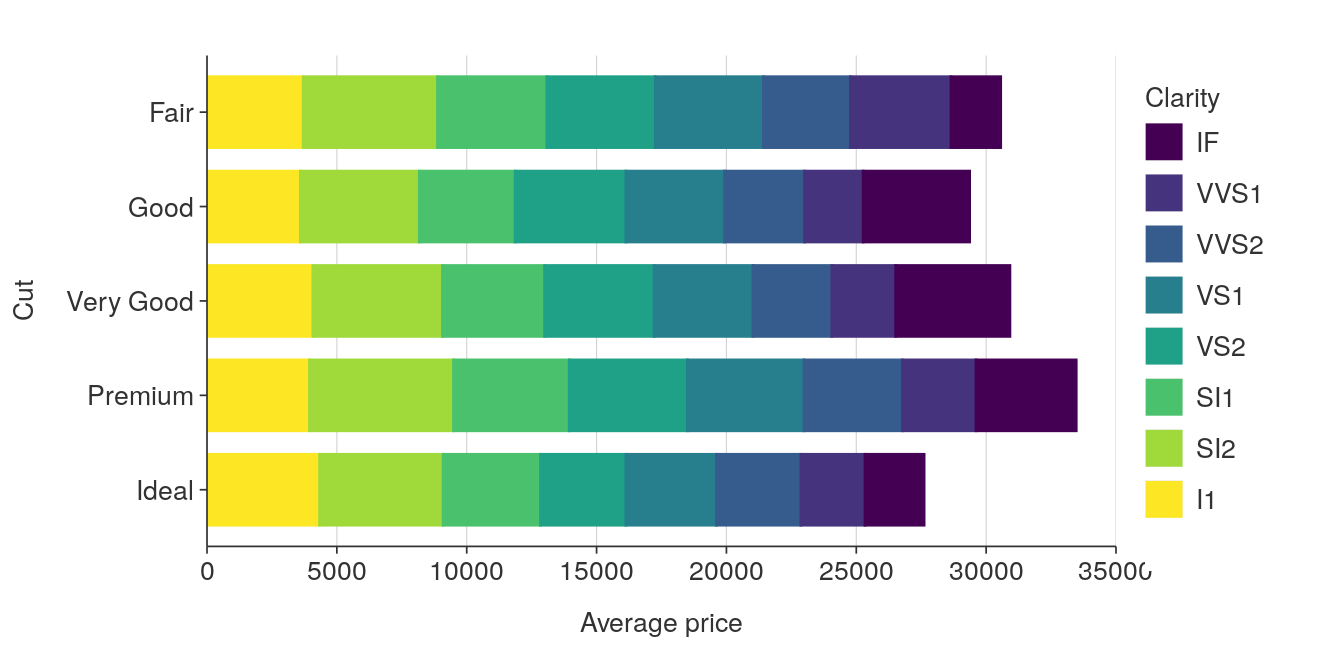 Clarity
IF
VVS1
VVS2
VS1
VS2
SI1
SI2
I1
Cut
Fair
Good
Very Good
Premium
Ideal
0 5000 10000 15000 20000 25000 30000 35000
Average price